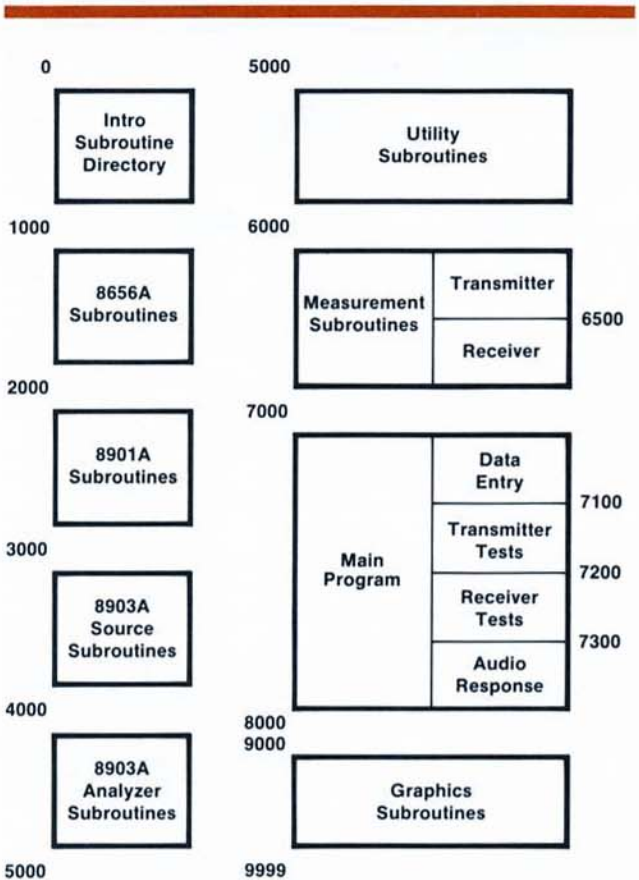 0
Intro
Subroutine
Directory
1000
8656A
Subroutines
2000
8901A
Subroutines
3000
8903A
Source
Subroutines
4000
8903A
Analyzer
Subroutines
5000
5000
Utility
Subroutines
6000
Measurement
Subroutines
Transmitter
6500
Receiver
7000
Main
Program
Data
Entry
7100
Transmitter
Tests
7200
Receiver
Tests
7300
Audio
Response
8000
9000
Graphics
Subroutines
9999